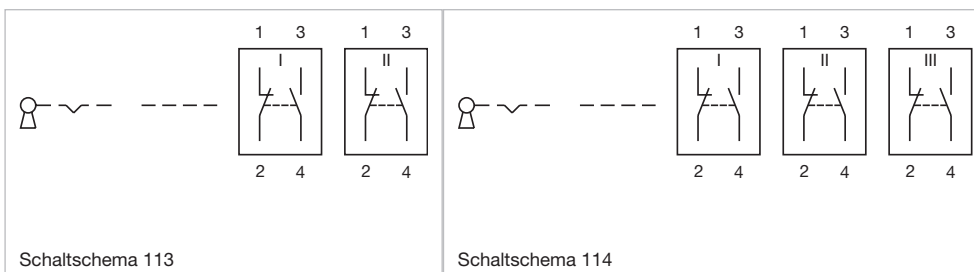 1 3 1 3
I II
2 4 2 4
Schaltschema 113
1 3 1 3 1 3
I II III
2 4 2 4 2 4
Schaltschema 114